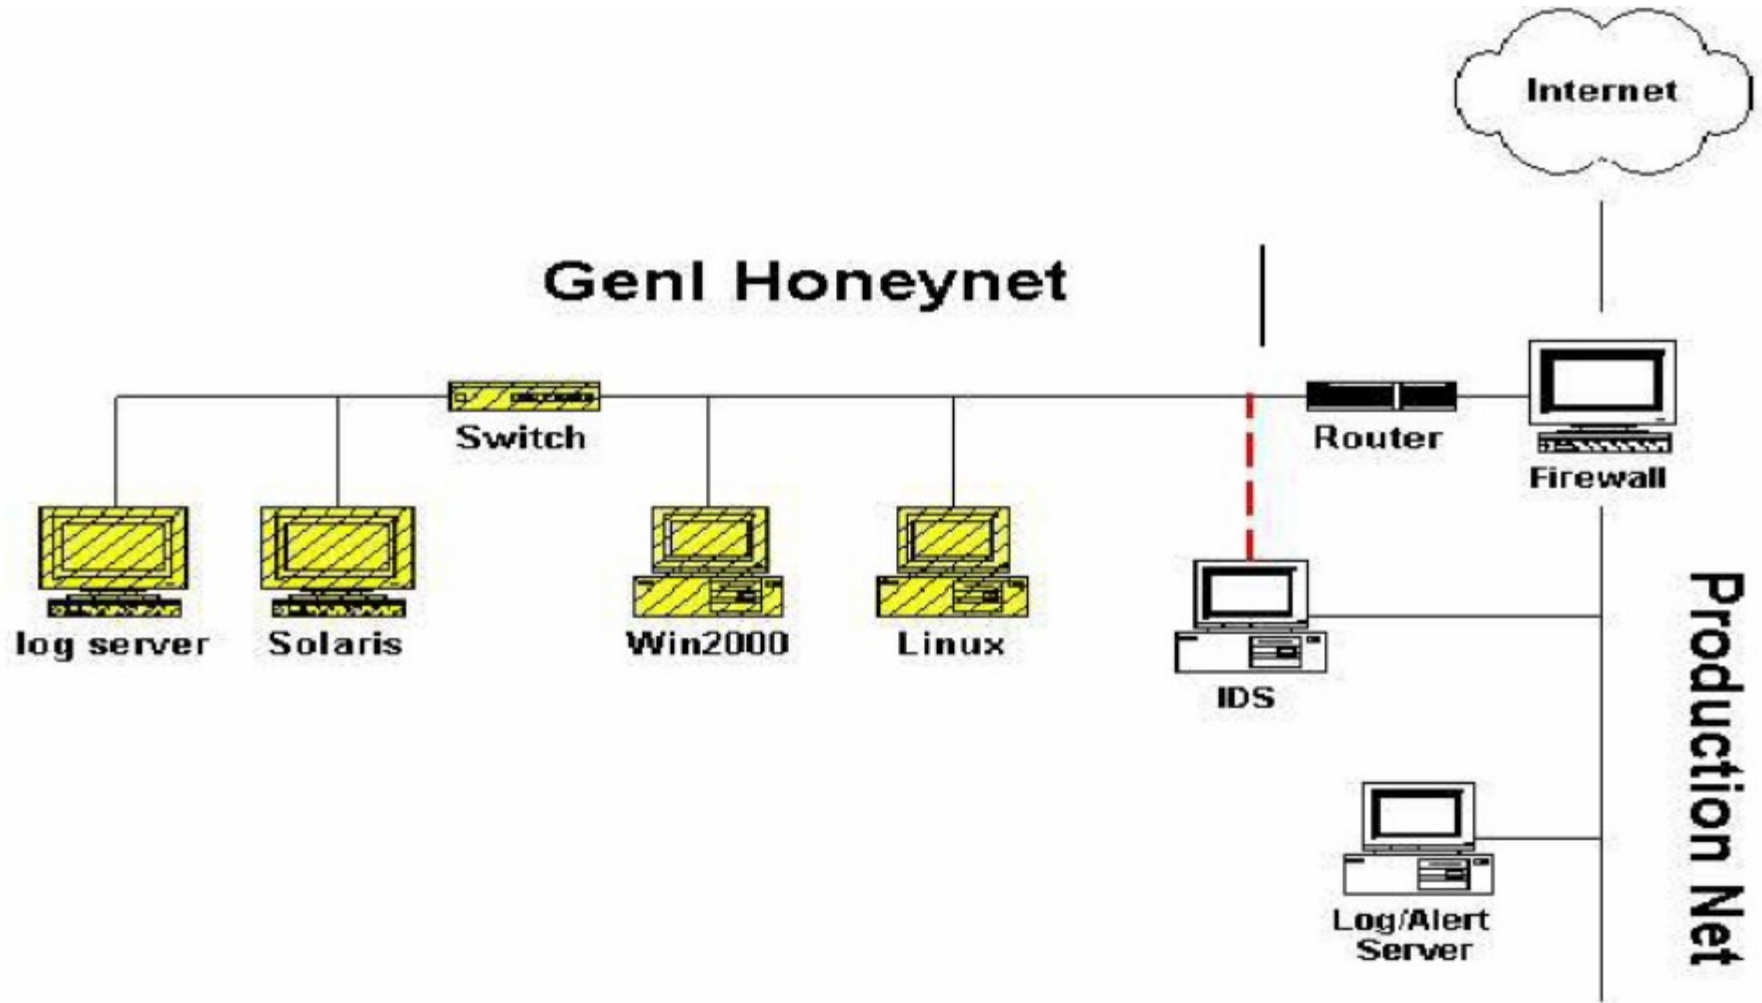 Internet
GenI Honeynet
Switch
Router
Firewall
log server
Solaris
Win2000
Linux
IDS
Log/Alert
Server
Production Net